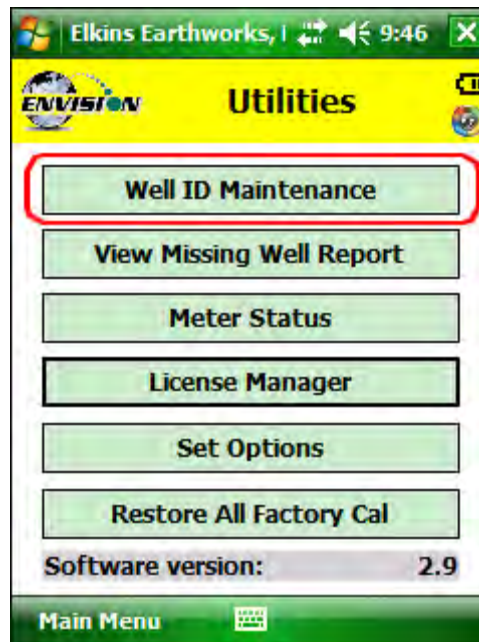 Elkins Earthworks, I 9:46
ENVISION Utilities
Well ID Maintenance
View Missing Well Report
Meter Status
License Manager
Set Options
Restore All Factory Cal
Software version: 2.9
Main Menu